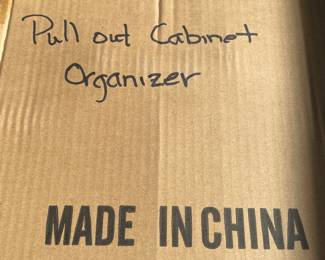 Pull out Cabinet
Organizer
MADE IN CHINA